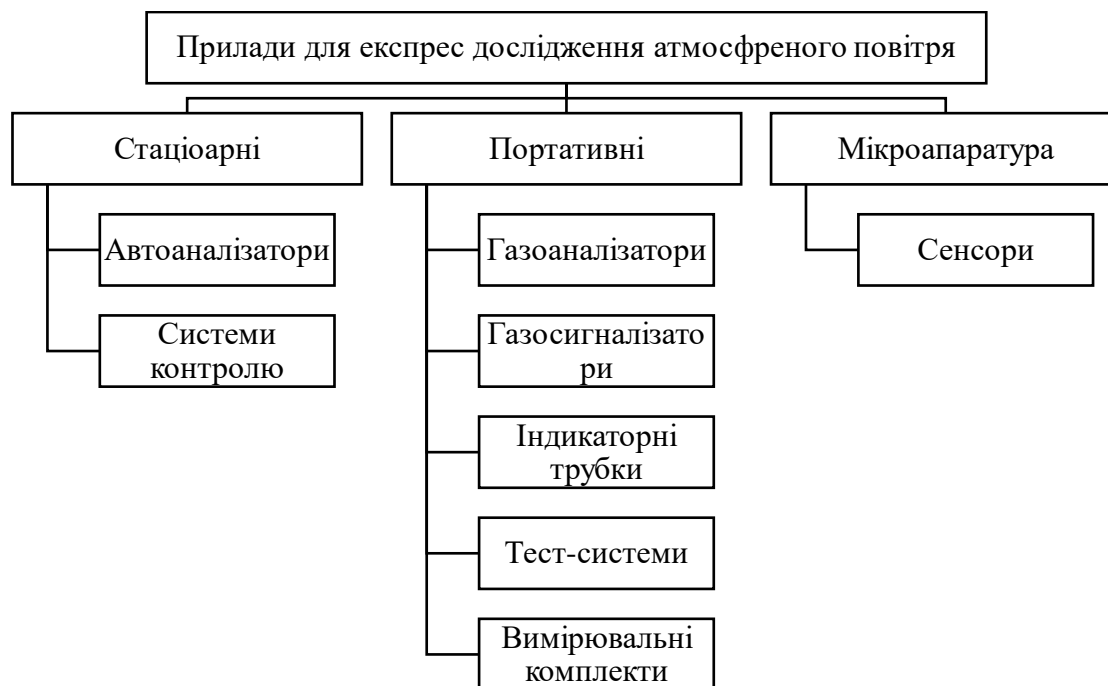 Прилади для експрес дослідження атмосфреного повітря
Стаціоарні
Портативні
Мікроапаратура
Автоаналізатори
Газоаналізатори
Сенсори
Системи
контролю
Газосигналізато
ри
Індикаторні
трубки
Тест-системи
Вимірювальні
комплекти